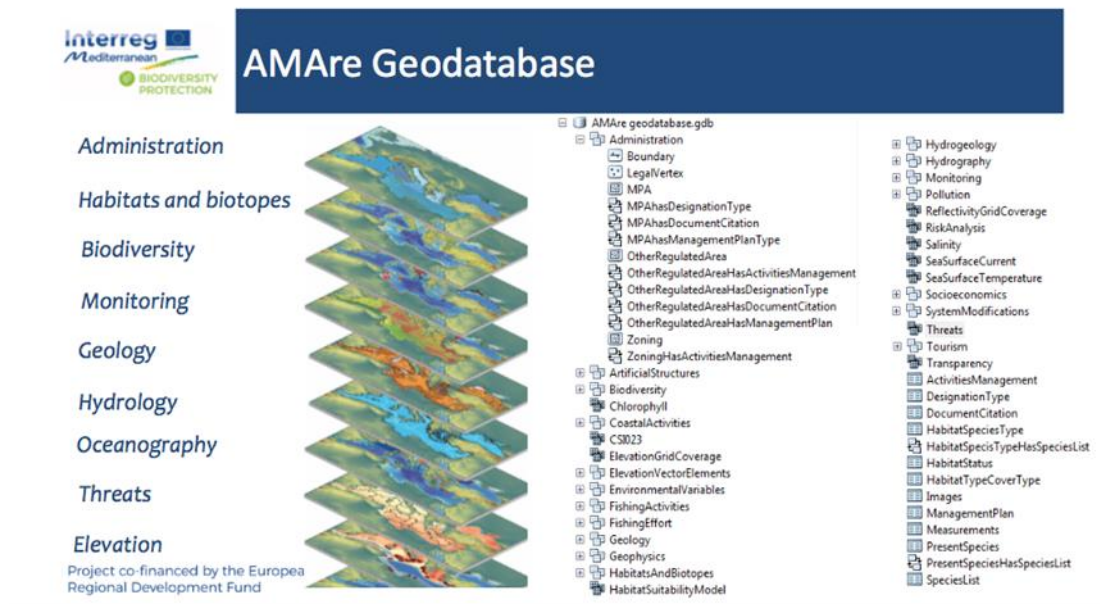 Interreg
Mediterranean
BIODIVERSITY
PROTECTION
AMAre Geodatabase
Administration
Habitats and biotopes
Biodiversity
Monitoring
Geology
Hydrology
Oceanography
Threats
Elevation
Project co-financed by the Europea
Regional Development Fund
AMAre geodatabase.gdb
Administration
Boundary
LegalVertex
MPA
MPAhasDesignationType
MPAhasDocumentCitation
MPAhasManagementPlanType
OtherRegulatedArea
OtherRegulatedAreaHasActivitiesManagement
OtherRegulatedAreaHasDesignationType
OtherRegulatedAreaHasDocumentCitation
OtherRegulatedAreaHasManagementPlan
Zoning
ZoningHasActivitiesManagement
ArtificialStructures
Biodiversity
Chlorophyll
CoastalActivities
CSI023
ElevationGridCoverage
ElevationVectorElements
EnvironmentalVariables
FishingActivities
FishingEffort
Geology
Geophysics
HabitatsAndBiotopes
HabitatSuitabilityModel
Hydrogeology
Hydrography
Monitoring
Pollution
ReflectivityGridCoverage
RiskAnalysis
Salinity
SeaSurfaceCurrent
SeaSurfaceTemperature
Socioeconomics
SystemModifications
Threats
Tourism
Transparency
ActivitiesManagement
DesignationType
DocumentCitation
HabitatSpeciesType
HabitatSpecisTypeHasSpeciesList
HabitatStatus
HabitatTypeCoverType
Images
ManagementPlan
Measurements
PresentSpecies
PresentSpeciesHasSpeciesList
SpeciesList